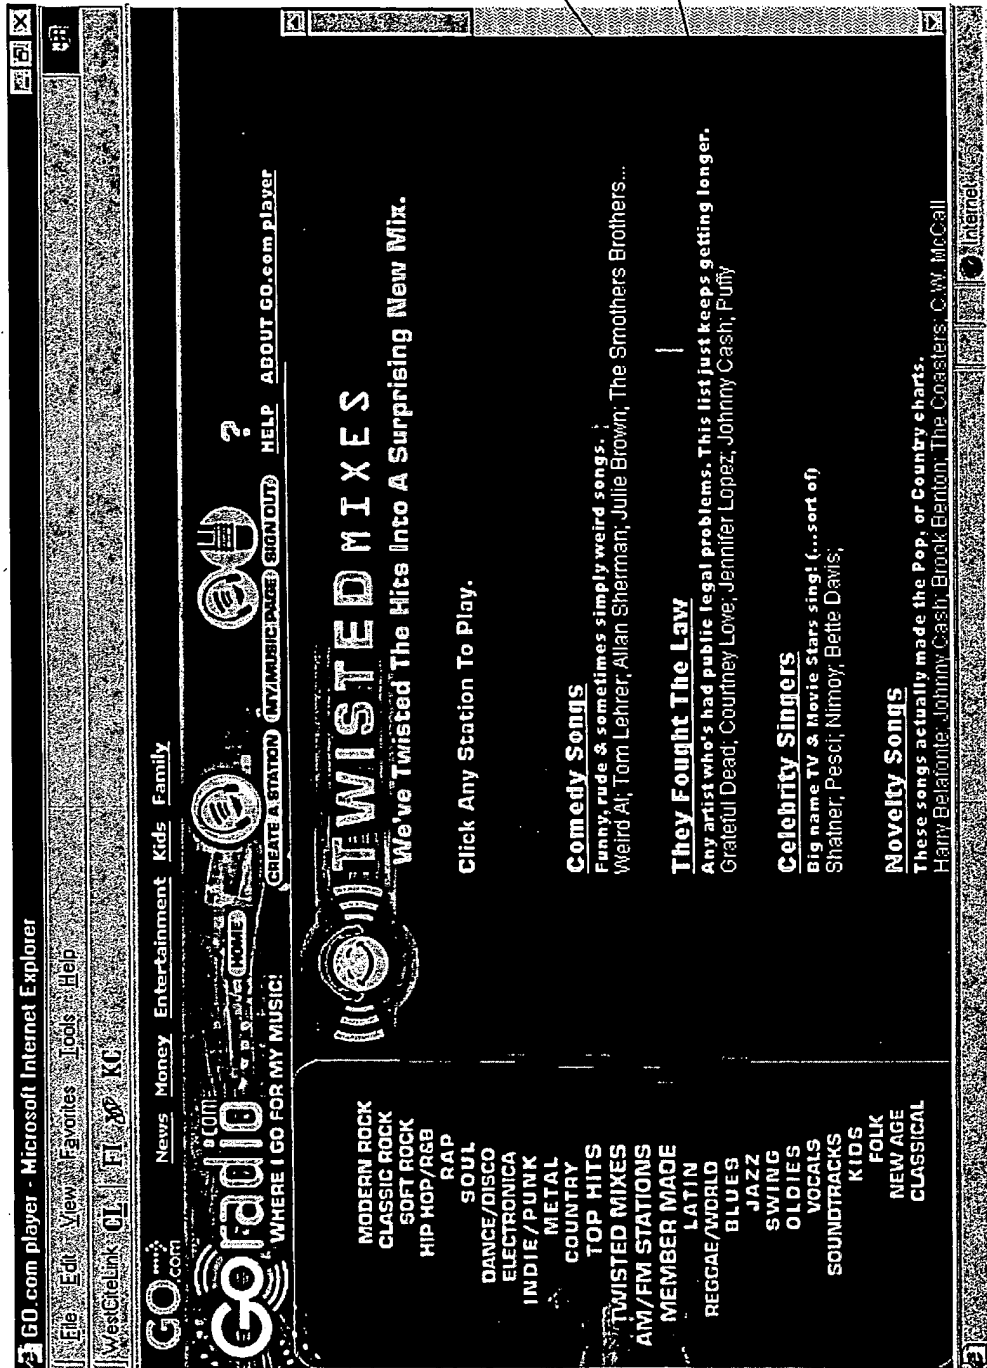 GO.com player - Microsoft Internet Explorer
File Edit View Favorites Tools Help
WestCiteLink CL FI KC
GO.com
News Money Entertainment Kids Family
GO radio .com
WHERE I GO FOR MY MUSIC!
HOME
CREATE A STATION MY MUSIC PAGE SIGN OUT
?
HELP ABOUT GO.com player
MODERN ROCK
CLASSIC ROCK
SOFT ROCK
HIP HOP/R&B
RAP
SOUL
DANCE/DISCO
ELECTRONICA
INDIE/PUNK
METAL
COUNTRY
TOP HITS
TWISTED MIXES
AM/FM STATIONS
MEMBER MADE
LATIN
REGGAE/WORLD
BLUES
JAZZ
SWING
OLDIES
VOCALS
SOUNDTRACKS
KIDS
FOLK
NEW AGE
CLASSICAL
TWISTED MIXES
We've Twisted The Hits Into A Surprising New Mix.
Click Any Station To Play.
Comedy Songs
Funny, rude & sometimes simply weird songs.
Weird Al; Tom Lehrer; Allan Sherman; Julie Brown; The Smothers Brothers...
They Fought The Law
Any artist who's had public legal problems. This list just keeps getting longer.
Grateful Dead; Courtney Love; Jennifer Lopez; Johnny Cash; Puffy
Celebrity Singers
Big name TV & Movie Stars sing! (...sort of)
Shatner; Pesci; Nimoy; Bette Davis;
Novelty Songs
These songs actually made the Pop, or Country charts.
Harry Belafonte; Johnny Cash; Brook Benton; The Coasters; C.W. McCall
Internet